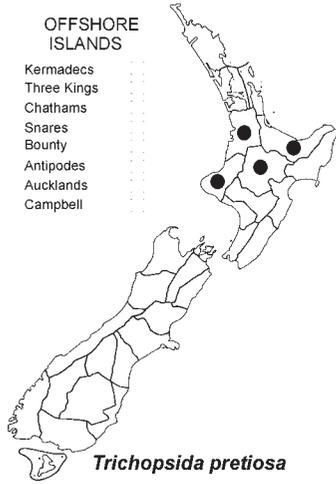 OFFSHORE
ISLANDS
Kermadecs
Three Kings
Chathams
Snares
Bounty
Antipodes
Aucklands
Campbell
Trichopsida pretiosa